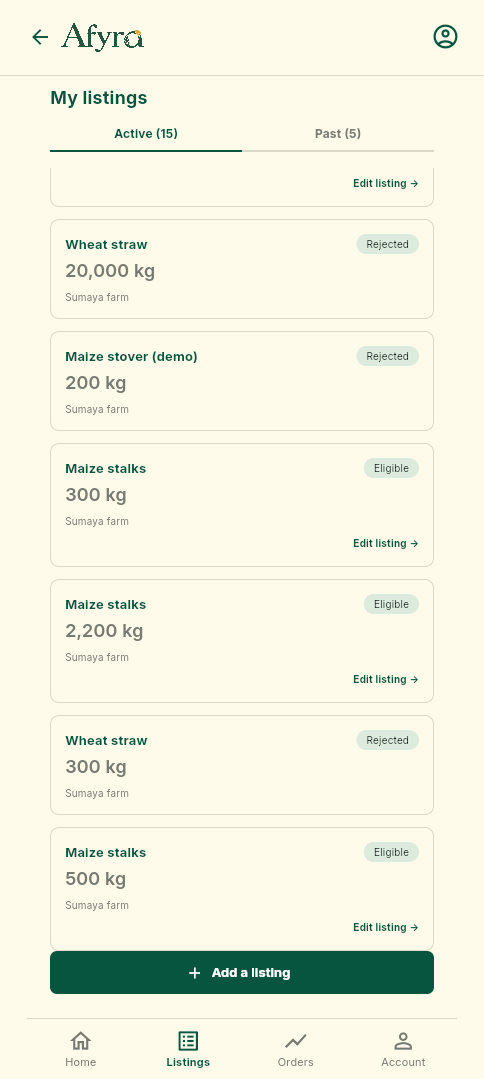 Afyra
My listings
Active (15)
Past (5)
Edit listing →
Wheat straw
Rejected
20,000 kg
Sumaya farm
Maize stover (demo)
Rejected
200 kg
Sumaya farm
Maize stalks
Eligible
300 kg
Sumaya farm
Edit listing →
Maize stalks
Eligible
2,200 kg
Sumaya farm
Edit listing →
Wheat straw
Rejected
300 kg
Sumaya farm
Maize stalks
Eligible
500 kg
Sumaya farm
Edit listing →
+ Add a listing
Home
Listings
Orders
Account